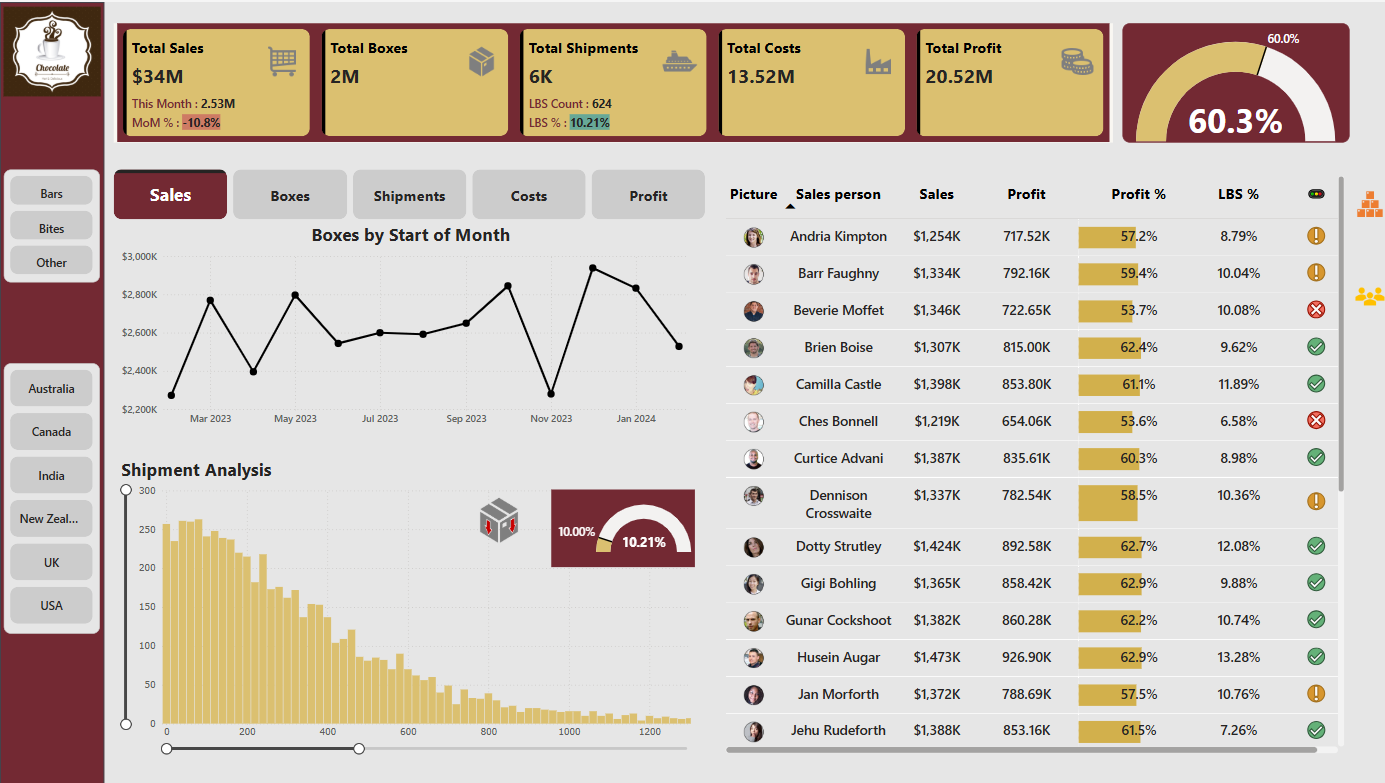 Chocolate
Total Sales
$34M
This Month : 2.53M
MoM % : -10.8%
Total Boxes
2M
Total Shipments
6K
LBS Count : 624
LBS % : 10.21%
Total Costs
13.52M
Total Profit
20.52M
60.0%
60.3%
Bars
Bites
Other
Australia
Canada
India
New Zeal...
UK
USA
Sales
Boxes
Shipments
Costs
Profit
Boxes by Start of Month
$3,000K
$2,800K
$2,600K
$2,400K
$2,200K
Mar 2023
May 2023
Jul 2023
Sep 2023
Nov 2023
Jan 2024
Shipment Analysis
300
250
200
150
100
50
0
0
200
400
600
800
1000
1200
10.00%
10.21%
Picture Sales person Sales Profit Profit % LBS %
Andria Kimpton $1,254K 717.52K 57.2% 8.79%
Barr Faughny $1,334K 792.16K 59.4% 10.04%
Beverie Moffet $1,346K 722.65K 53.7% 10.08%
Brien Boise $1,307K 815.00K 62.4% 9.62%
Camilla Castle $1,398K 853.80K 61.1% 11.89%
Ches Bonnell $1,219K 654.06K 53.6% 6.58%
Curtice Advani $1,387K 835.61K 60.3% 8.98%
Dennison
Crosswaite $1,337K 782.54K 58.5% 10.36%
Dotty Strutley $1,424K 892.58K 62.7% 12.08%
Gigi Bohling $1,365K 858.42K 62.9% 9.88%
Gunar Cockshoot $1,382K 860.28K 62.2% 10.74%
Husein Augar $1,473K 926.90K 62.9% 13.28%
Jan Morforth $1,372K 788.69K 57.5% 10.76%
Jehu Rudeforth $1,388K 853.16K 61.5% 7.26%